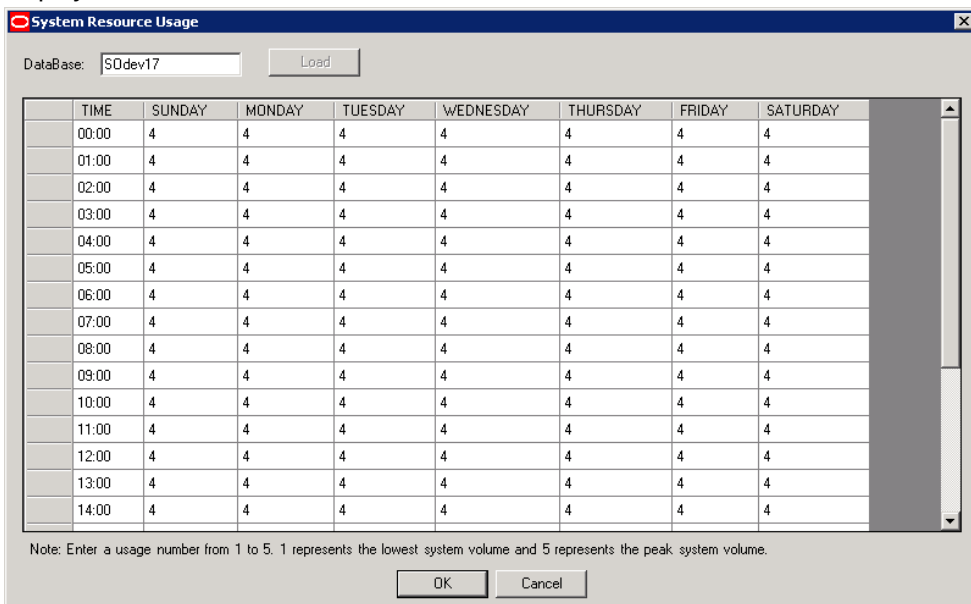 System Resource Usage
DataBase: SOdev17 Load
TIME SUNDAY MONDAY TUESDAY WEDNESDAY THURSDAY FRIDAY SATURDAY
00:00 4 4 4 4 4 4 4
01:00 4 4 4 4 4 4 4
02:00 4 4 4 4 4 4 4
03:00 4 4 4 4 4 4 4
04:00 4 4 4 4 4 4 4
05:00 4 4 4 4 4 4 4
06:00 4 4 4 4 4 4 4
07:00 4 4 4 4 4 4 4
08:00 4 4 4 4 4 4 4
09:00 4 4 4 4 4 4 4
10:00 4 4 4 4 4 4 4
11:00 4 4 4 4 4 4 4
12:00 4 4 4 4 4 4 4
13:00 4 4 4 4 4 4 4
14:00 4 4 4 4 4 4 4
Note: Enter a usage number from 1 to 5. 1 represents the lowest system volume and 5 represents the peak system volume.
OK Cancel